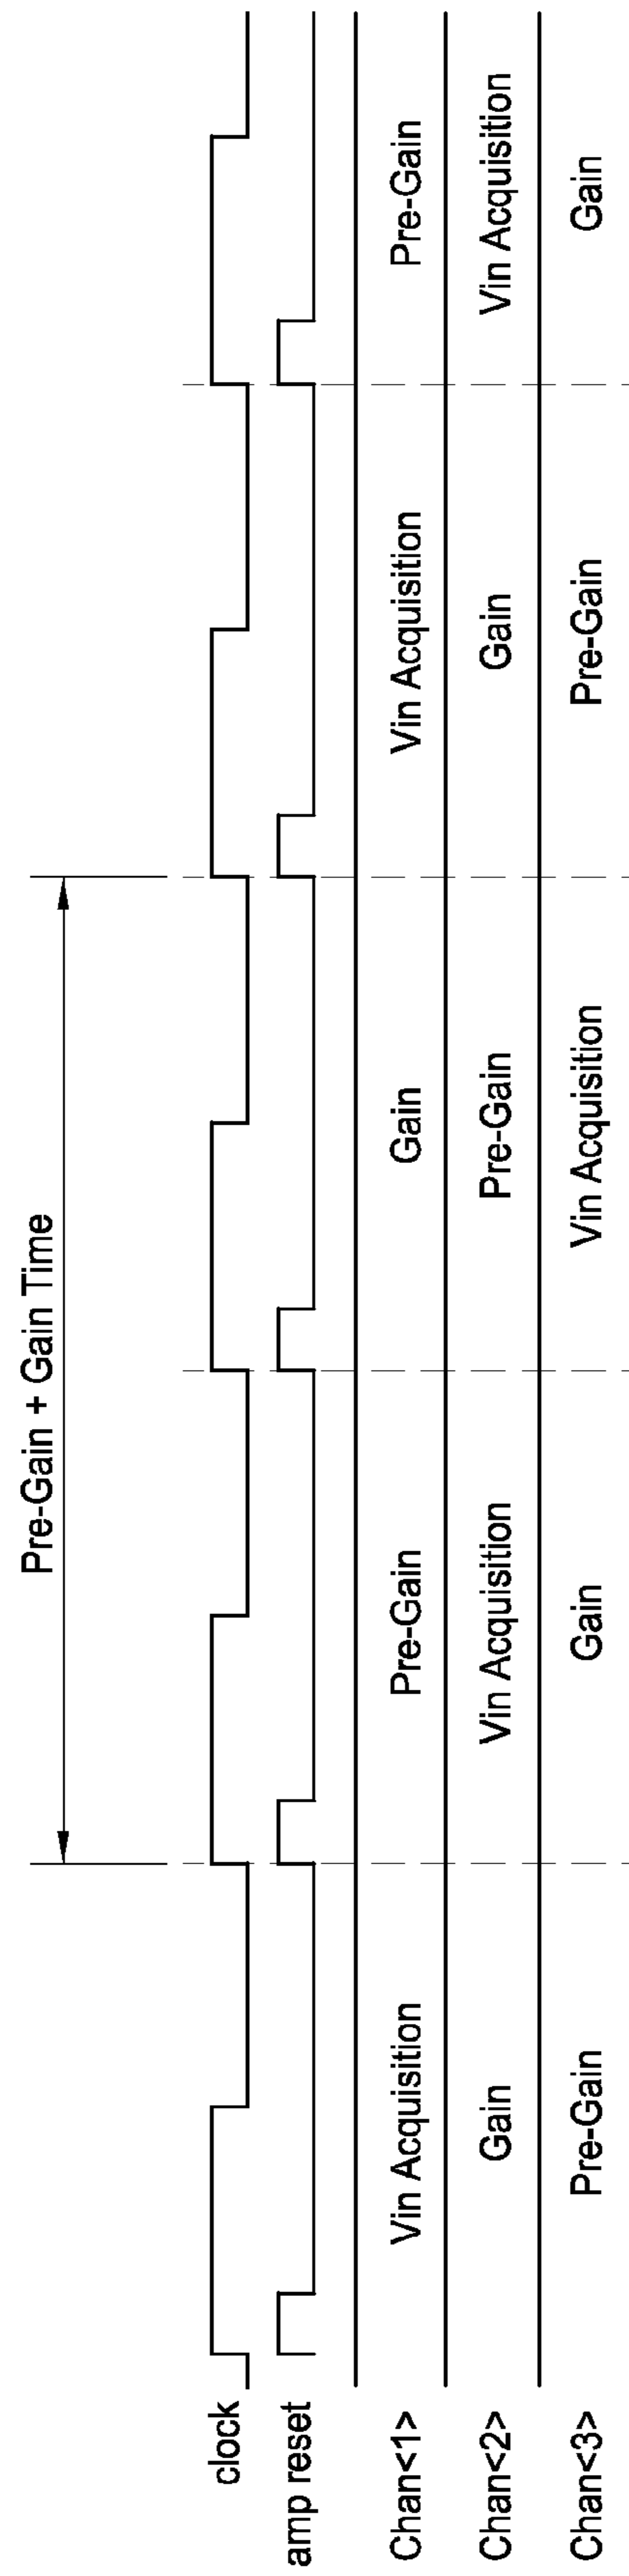 Pre-Gain + Gain Time
clock
amp reset
Chan<1> Vin Acquisition Pre-Gain Gain Vin Acquisition Pre-Gain
Chan<2> Gain Vin Acquisition Pre-Gain Gain Vin Acquisition
Chan<3> Pre-Gain Gain Vin Acquisition Pre-Gain Gain